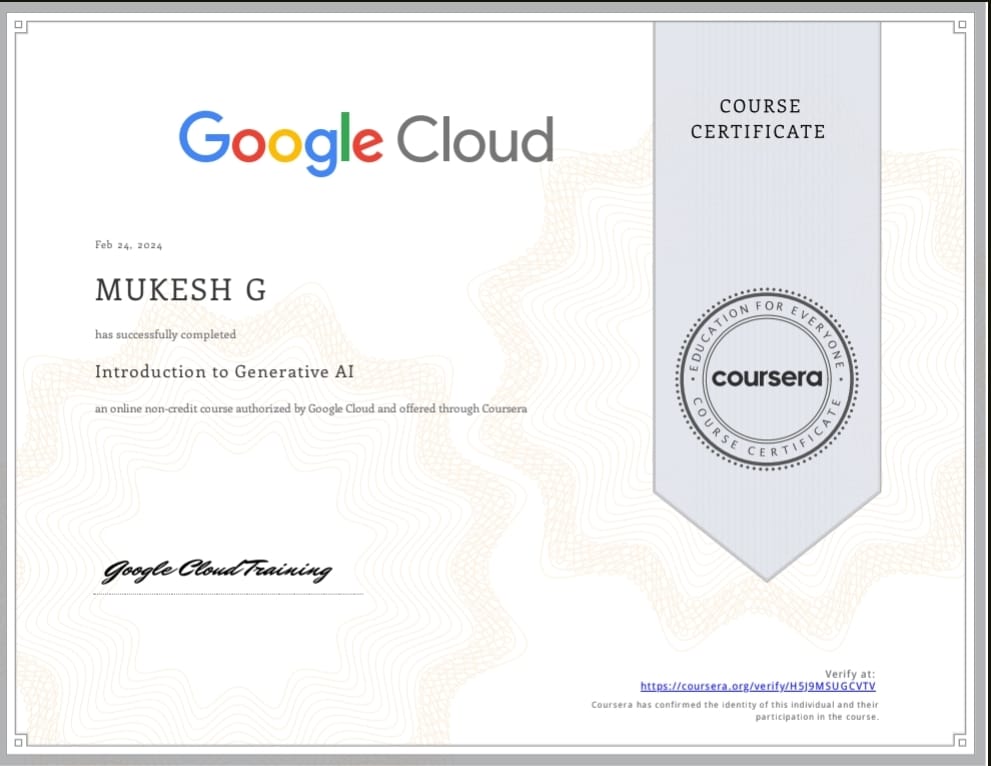 Google Cloud
COURSE
CERTIFICATE
Feb 24, 2024
MUKESH G
has successfully completed
Introduction to Generative AI
an online non-credit course authorized by Google Cloud and offered through Coursera
EDUCATION FOR EVERYONE
coursera
COURSE CERTIFICATE
Google Cloud Training
Verify at:
https://coursera.org/verify/H5J9MSUGCVTV
Coursera has confirmed the identity of this individual and their
participation in the course.